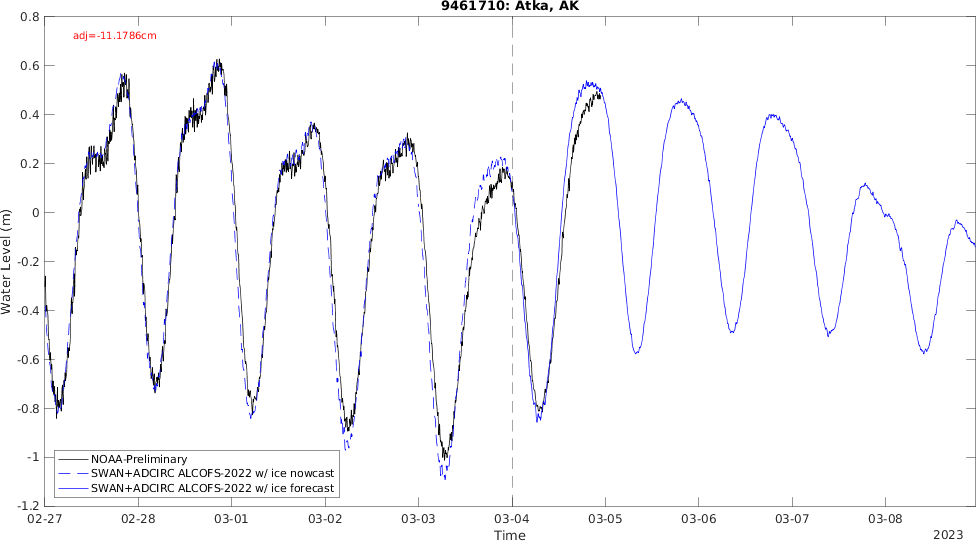 9461710: Atka, AK
adj=-11.1786cm
Water Level (m)
0.8
0.6
0.4
0.2
0
-0.2
-0.4
-0.6
-0.8
-1
-1.2
NOAA-Preliminary
SWAN+ADCIRC ALCOFS-2022 w/ ice nowcast
SWAN+ADCIRC ALCOFS-2022 w/ ice forecast
02-27 02-28 03-01 03-02 03-03 03-04 03-05 03-06 03-07 03-08
Time
2023